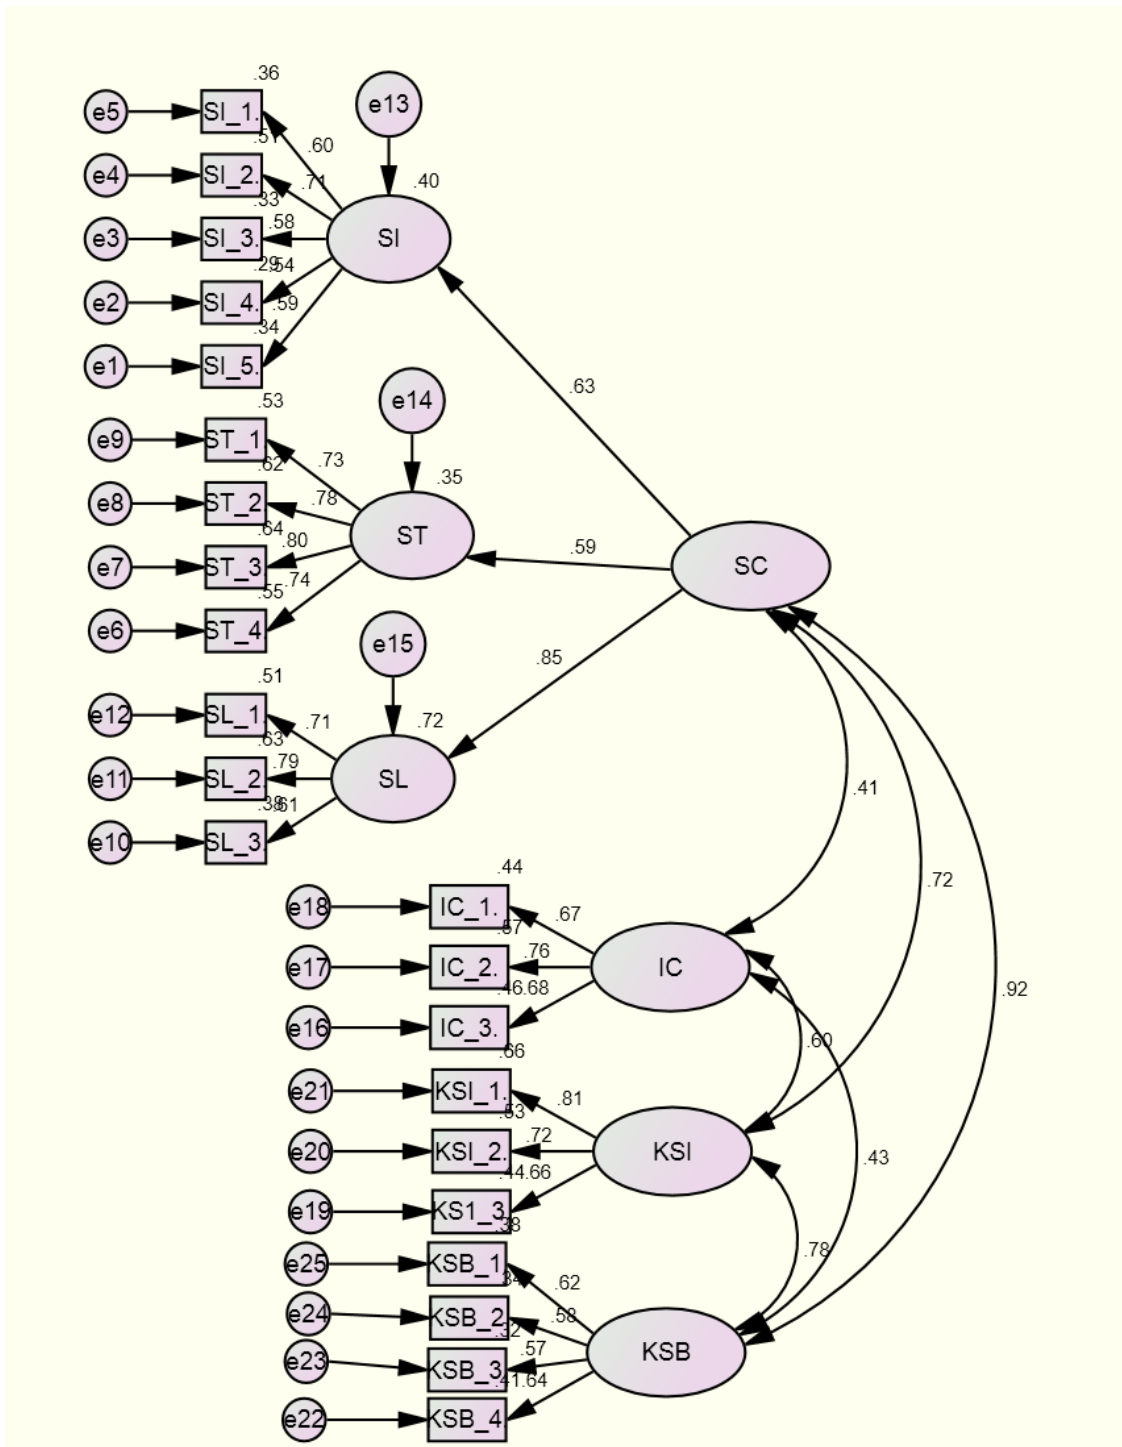 .36
e5
SI_1.
e13
.60
.57
e4
SI_2.
.71
.40
.33
e3
SI_3.
.58
SI
.29
.54
e2
SI_4.
.59
.34
e1
SI_5.
.63
.53
e14
e9
ST_1.
.73
.62
.35
e8
ST_2
.78
.64
ST
.80
.59
e7
ST_3
SC
.55
.74
e6
ST_4
e15
.85
.51
e12
SL_1.
.71
.72
.63
e11
SL_2.
.79
SL
.41
.38
.61
e10
SL_3.
.44
.72
e18
IC_1.
.67
.57
e17
IC_2.
.76
IC
.46
.68
.92
e16
IC_3.
.60
.66
e21
KSI_1.
.81
.53
e20
KSI_2.
.72
KSI
.43
.44
.66
e19
KS1_3
.38
e25
KSB_1
.78
.34
.62
e24
KSB_2
.58
.32
.57
KSB
e23
KSB_3
.41
.64
e22
KSB_4